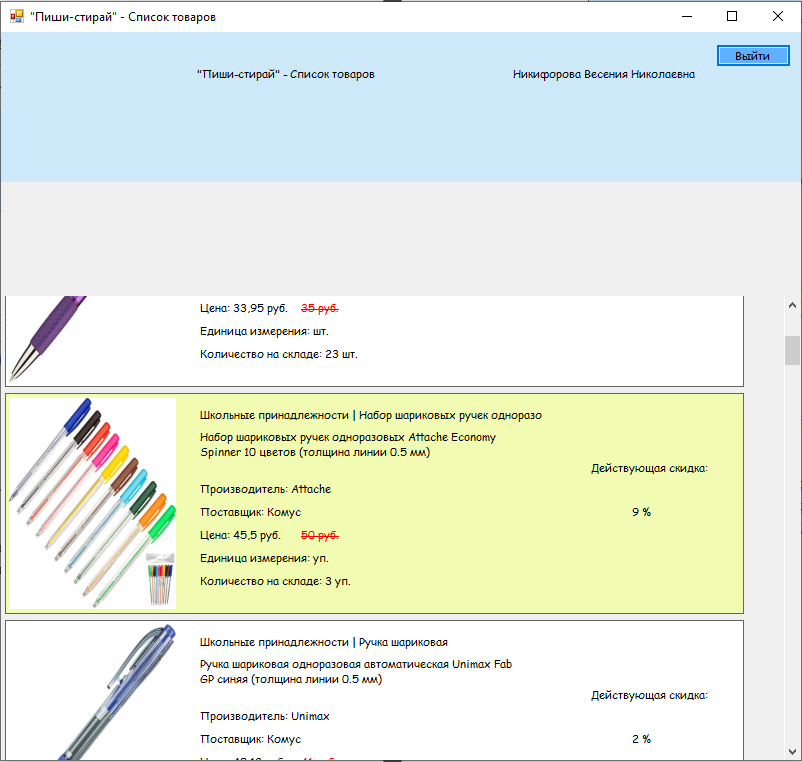 "Пиши-стирай" - Список товаров
Выйти
"Пиши-стирай" - Список товаров
Никифорова Весения Николаевна
Цена: 33,95 руб. 35 руб.
Единица измерения: шт.
Количество на складе: 23 шт.
Школьные принадлежности | Набор шариковых ручек одноразо
Набор шариковых ручек одноразовых Attache Economy
Spinner 10 цветов (толщина линии 0.5 мм)
Действующая скидка:
Производитель: Attache
Поставщик: Комус
9 %
Цена: 45,5 руб. 50 руб.
Единица измерения: уп.
Количество на складе: 3 уп.
Школьные принадлежности | Ручка шариковая
Ручка шариковая одноразовая автоматическая Unimax Fab
GP синяя (толщина линии 0.5 мм)
Действующая скидка:
Производитель: Unimax
Поставщик: Комус
2 %